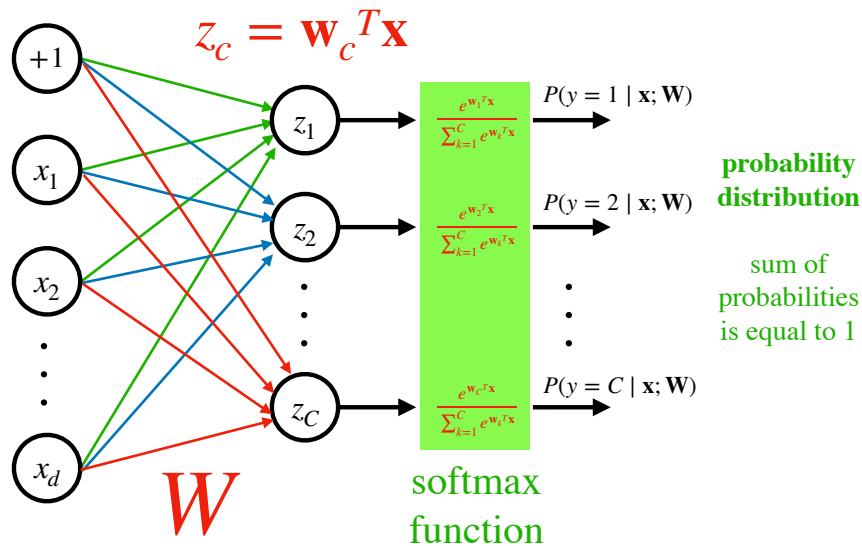 z_c = w_c^T x
+1
x_1
x_2
x_d
z_1
z_2
z_C
W
e^{w_1^T x} / ∑_{k=1}^C e^{w_k^T x}
e^{w_2^T x} / ∑_{k=1}^C e^{w_k^T x}
e^{w_C^T x} / ∑_{k=1}^C e^{w_k^T x}
softmax
function
P(y = 1 | x; W)
P(y = 2 | x; W)
P(y = C | x; W)
probability
distribution
sum of
probabilities
is equal to 1